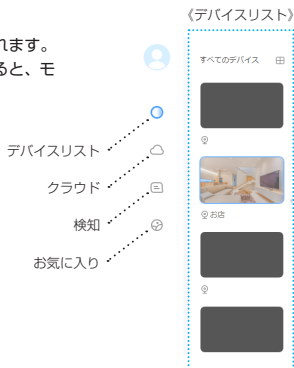 《デバイスリスト》
れます。
ると、モ
すべてのデバイス
デバイスリスト
クラウド
検知
お気に入り
お店